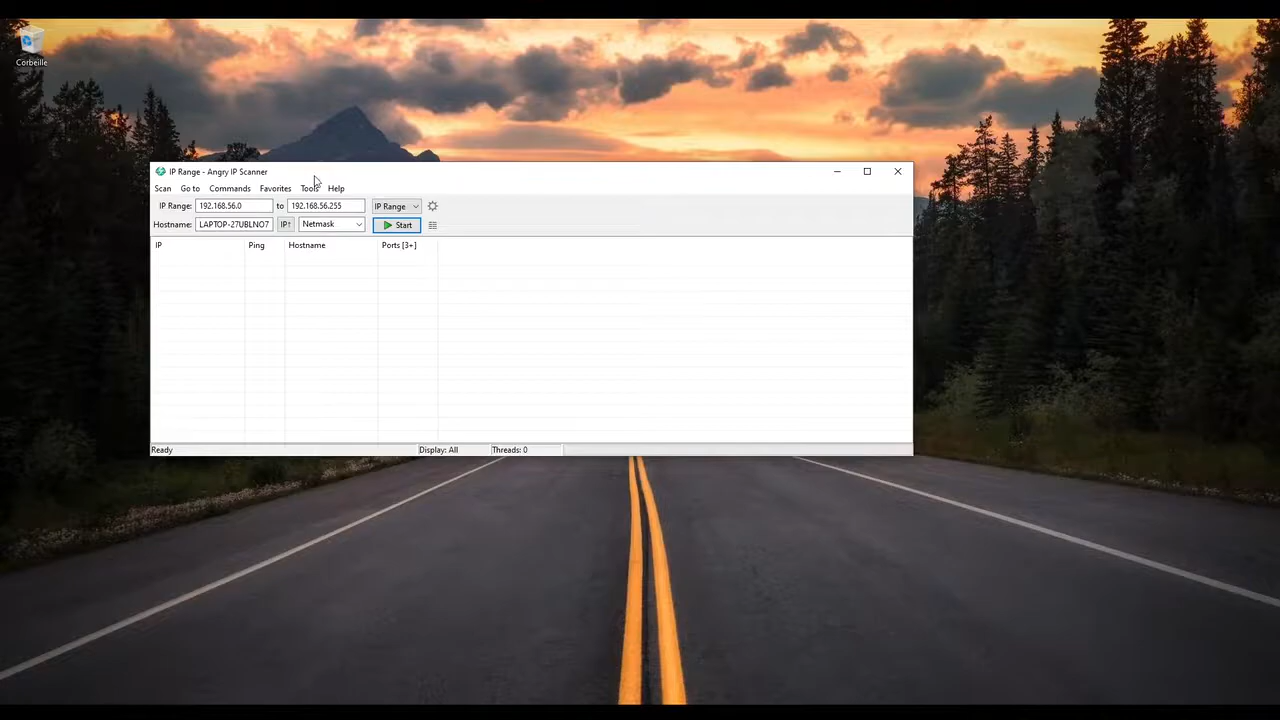 Corbeille
IP Range - Angry IP Scanner
Scan Go to Commands Favorites Tools Help
IP Range: 192.168.56.0 to 192.168.56.255 IP Range
Hostname: LAPTOP-27UBLNO7 IP↑ Netmask Start
IP Ping Hostname Ports [3+]
Ready Display: All Threads: 0